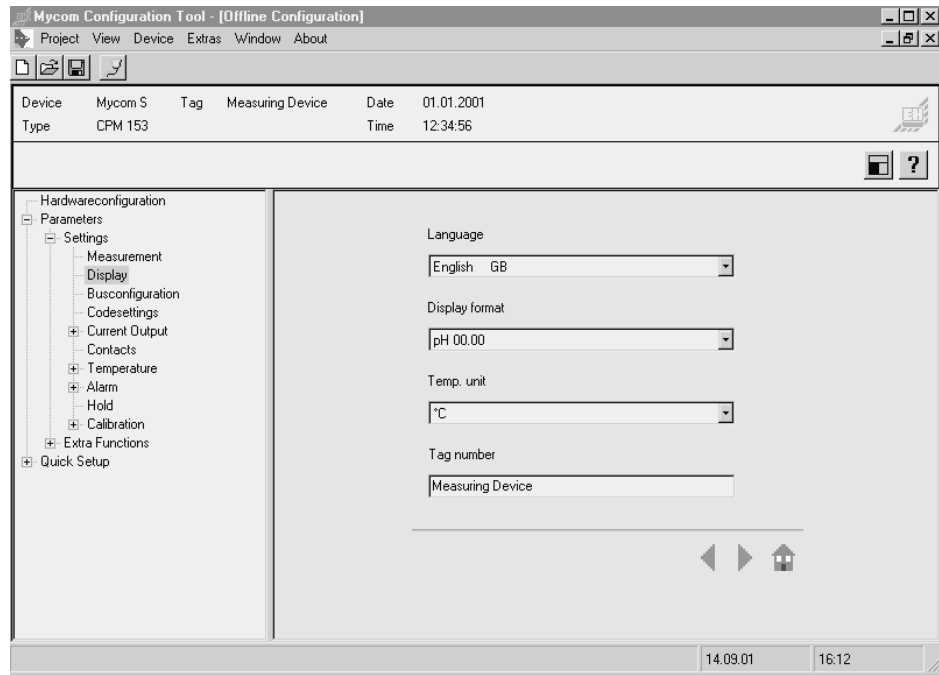 Mycom Configuration Tool - [Offline Configuration]
Project View Device Extras Window About
Device Mycom S Tag Measuring Device Date 01.01.2001
Type CPM 153 Time 12:34:56
EH
?
Hardwareconfiguration
Parameters
Settings
Measurement
Display
Busconfiguration
Codesettings
Current Output
Contacts
Temperature
Alarm
Hold
Calibration
Extra Functions
Quick Setup
Language
English GB
Display format
pH 00.00
Temp. unit
°C
Tag number
Measuring Device
14.09.01 16:12